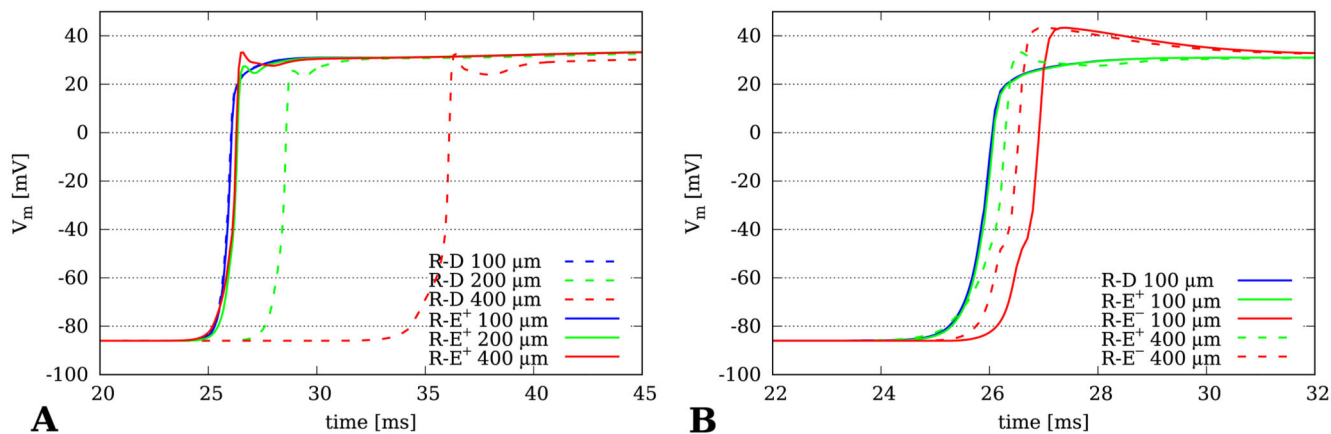 40
20
0
-20
-40
-60
-80
-100
V_m [mV]
20 25 30 35 40 45
time [ms]
R-D 100 μm
R-D 200 μm
R-D 400 μm
R-E⁺ 100 μm
R-E⁺ 200 μm
R-E⁺ 400 μm
A
40
20
0
-20
-40
-60
-80
-100
V_m [mV]
22 24 26 28 30 32
time [ms]
R-D 100 μm
R-E⁺ 100 μm
R-E⁻ 100 μm
R-E⁺ 400 μm
R-E⁻ 400 μm
B